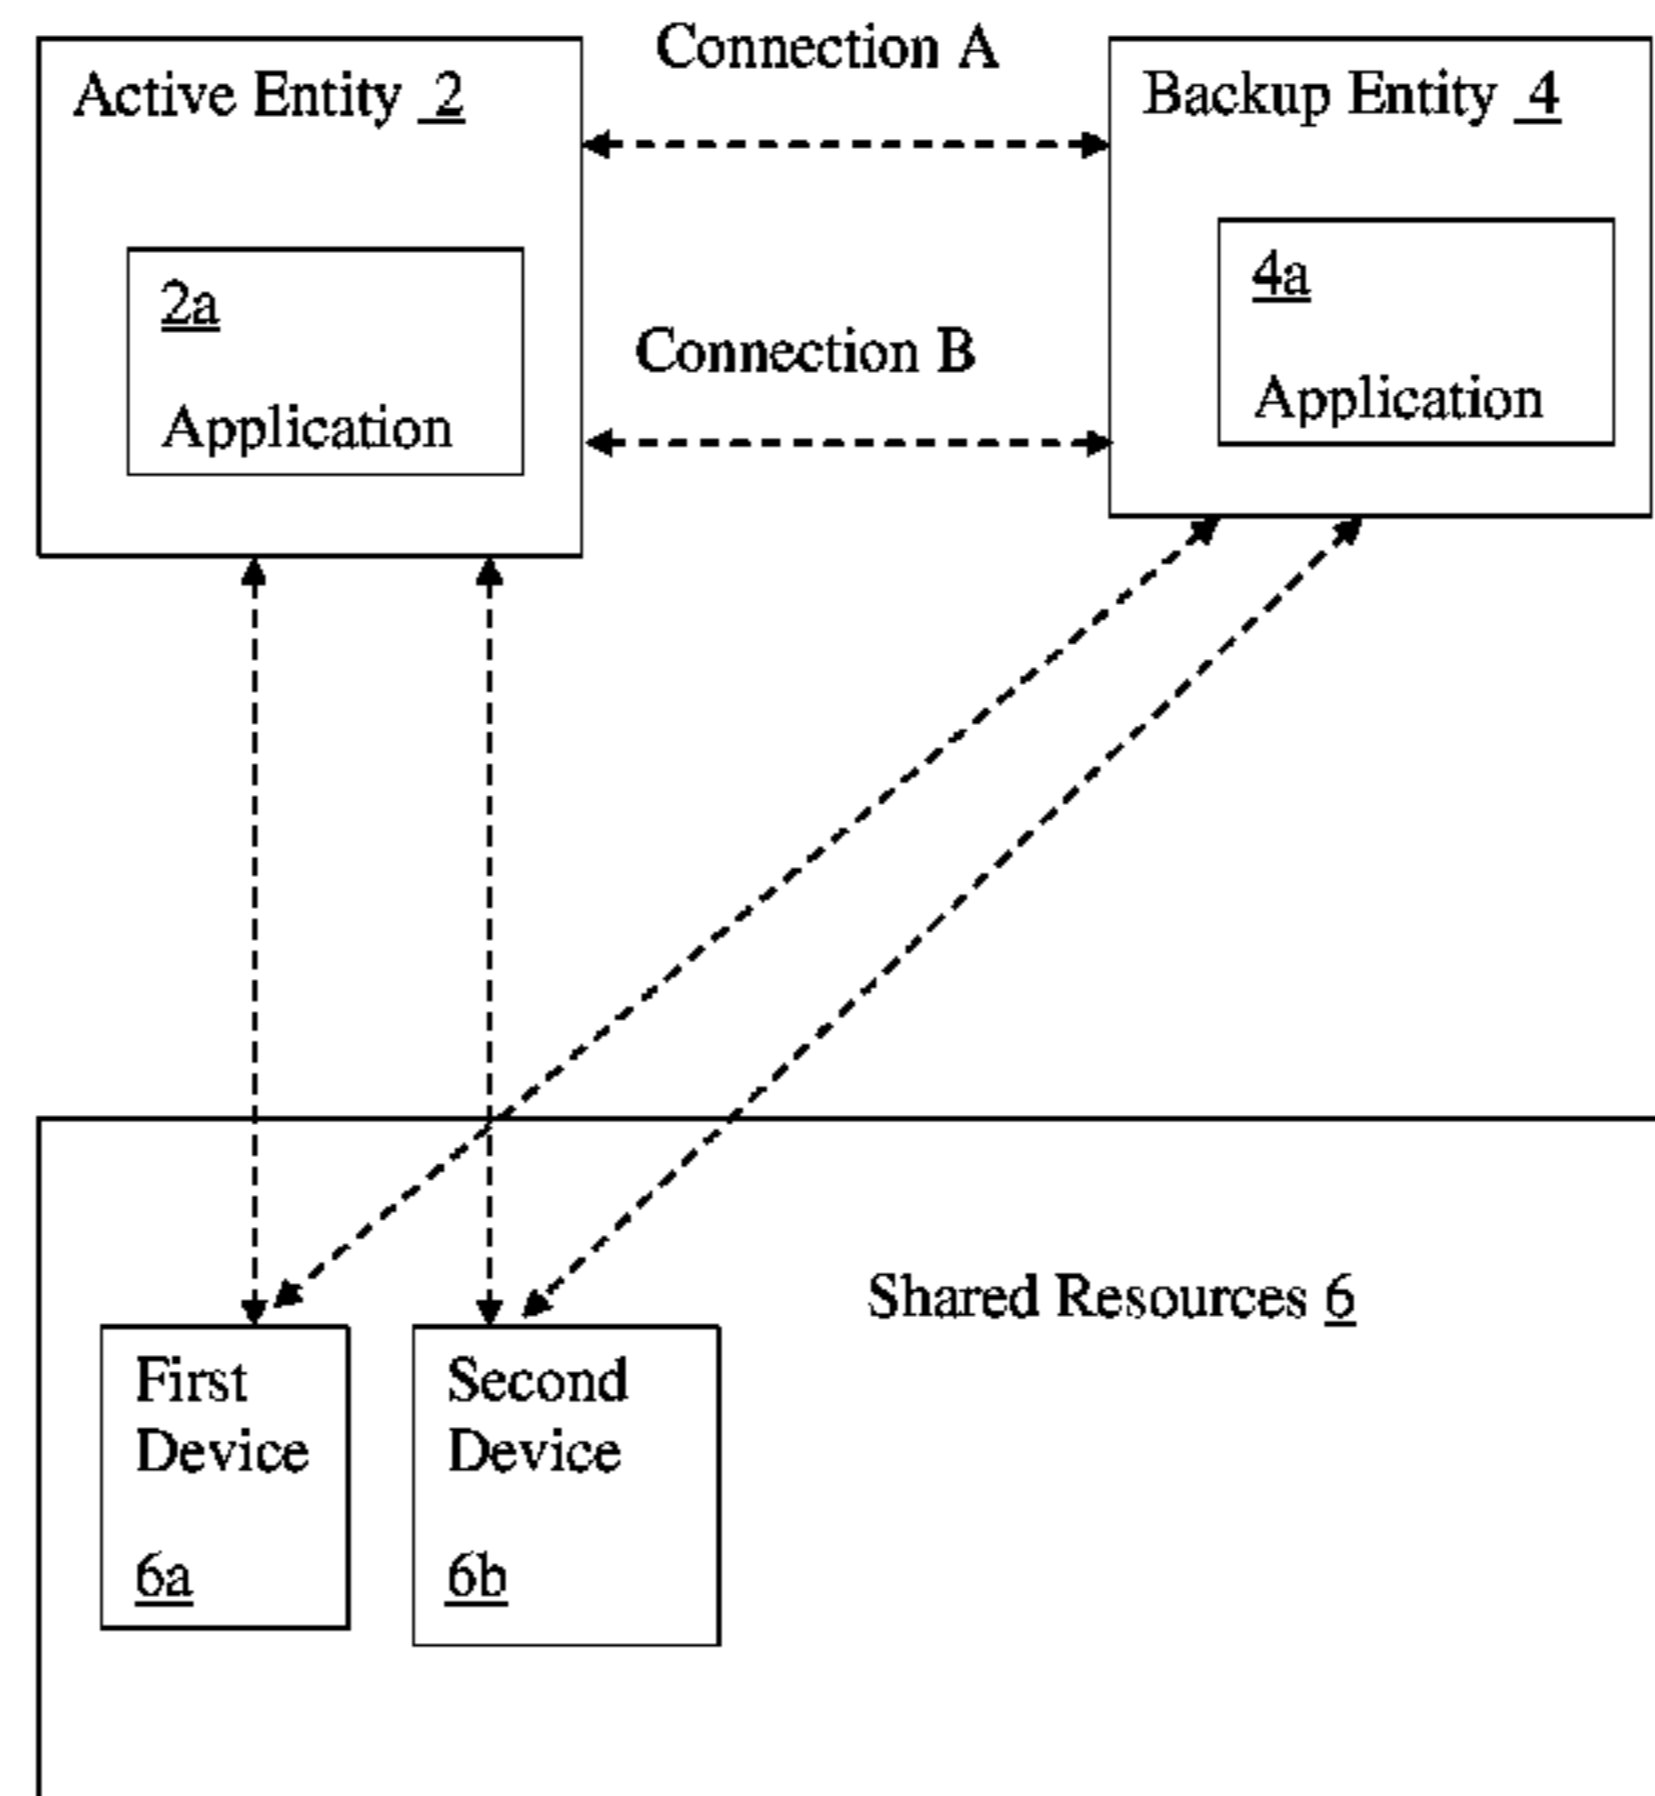 Connection A
Active Entity 2
Backup Entity 4
2a
Application
4a
Application
Connection B
Shared Resources 6
First
Device
6a
Second
Device
6b